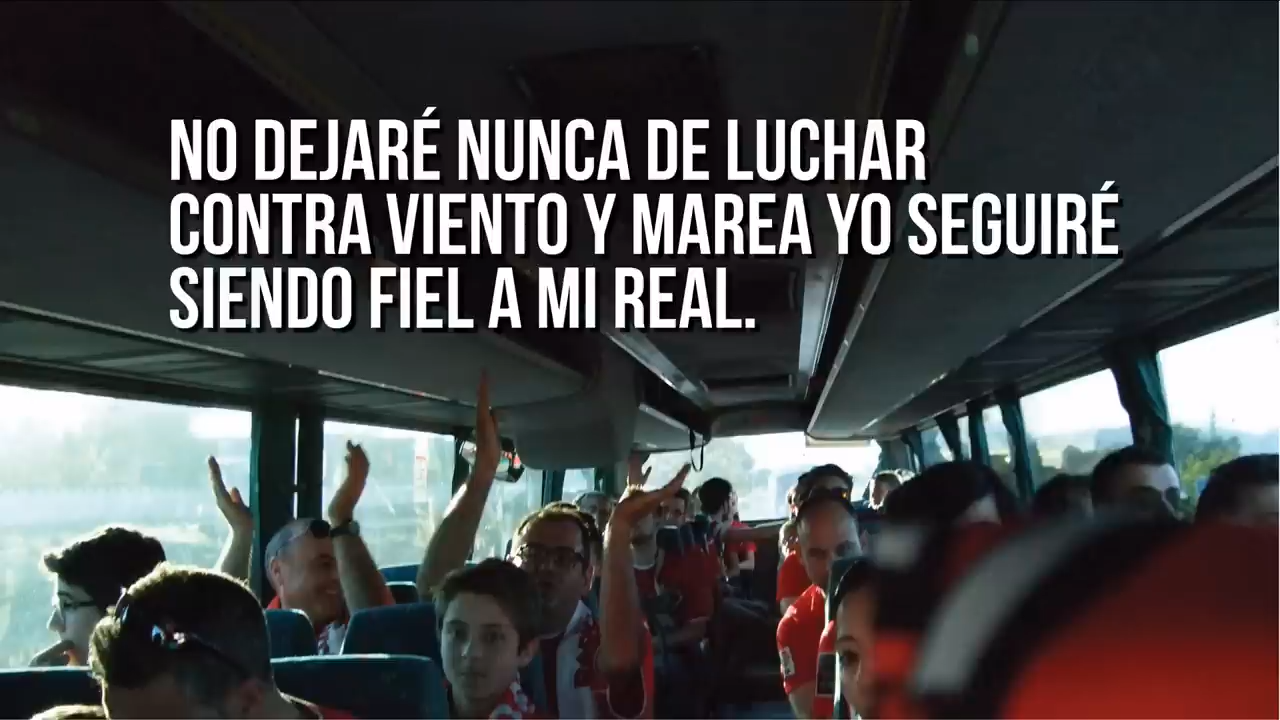 NO DEJARÉ NUNCA DE LUCHAR
CONTRA VIENTO Y MAREA YO SEGUIRÉ
SIENDO FIEL A MI REAL.